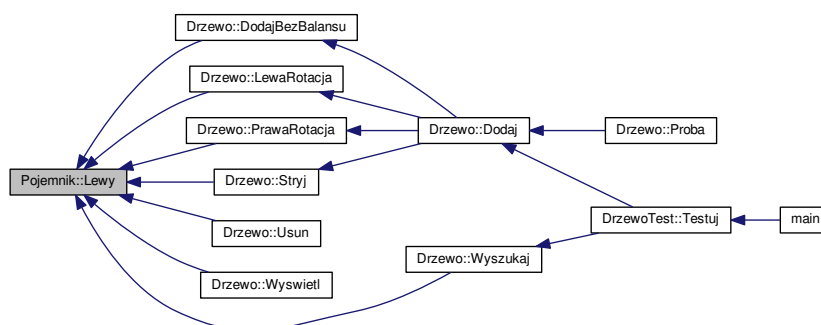 Drzewo::DodajBezBalansu
Drzewo::LewaRotacja
Drzewo::PrawaRotacja
Drzewo::Dodaj
Drzewo::Proba
Pojemnik::Lewy
Drzewo::Stryj
DrzewoTest::Testuj
main
Drzewo::Usun
Drzewo::Wyszukaj
Drzewo::Wyswietl